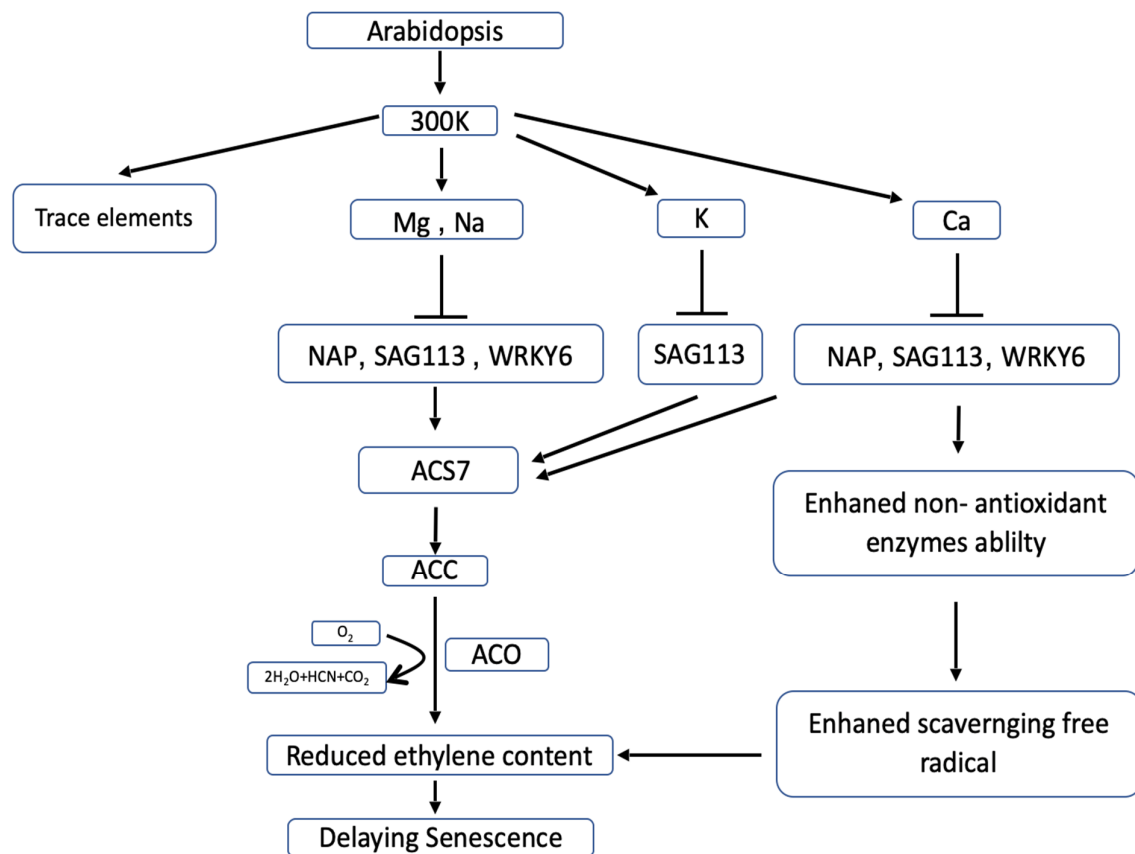 Arabidopsis
300K
Trace elements
Mg , Na
K
Ca
NAP, SAG113 , WRKY6
SAG113
NAP, SAG113, WRKY6
ACS7
Enhaned non- antioxidant
enzymes ablilty
ACC
O₂
ACO
2H₂O+HCN+CO₂
Enhaned scavernging free
radical
Reduced ethylene content
Delaying Senescence